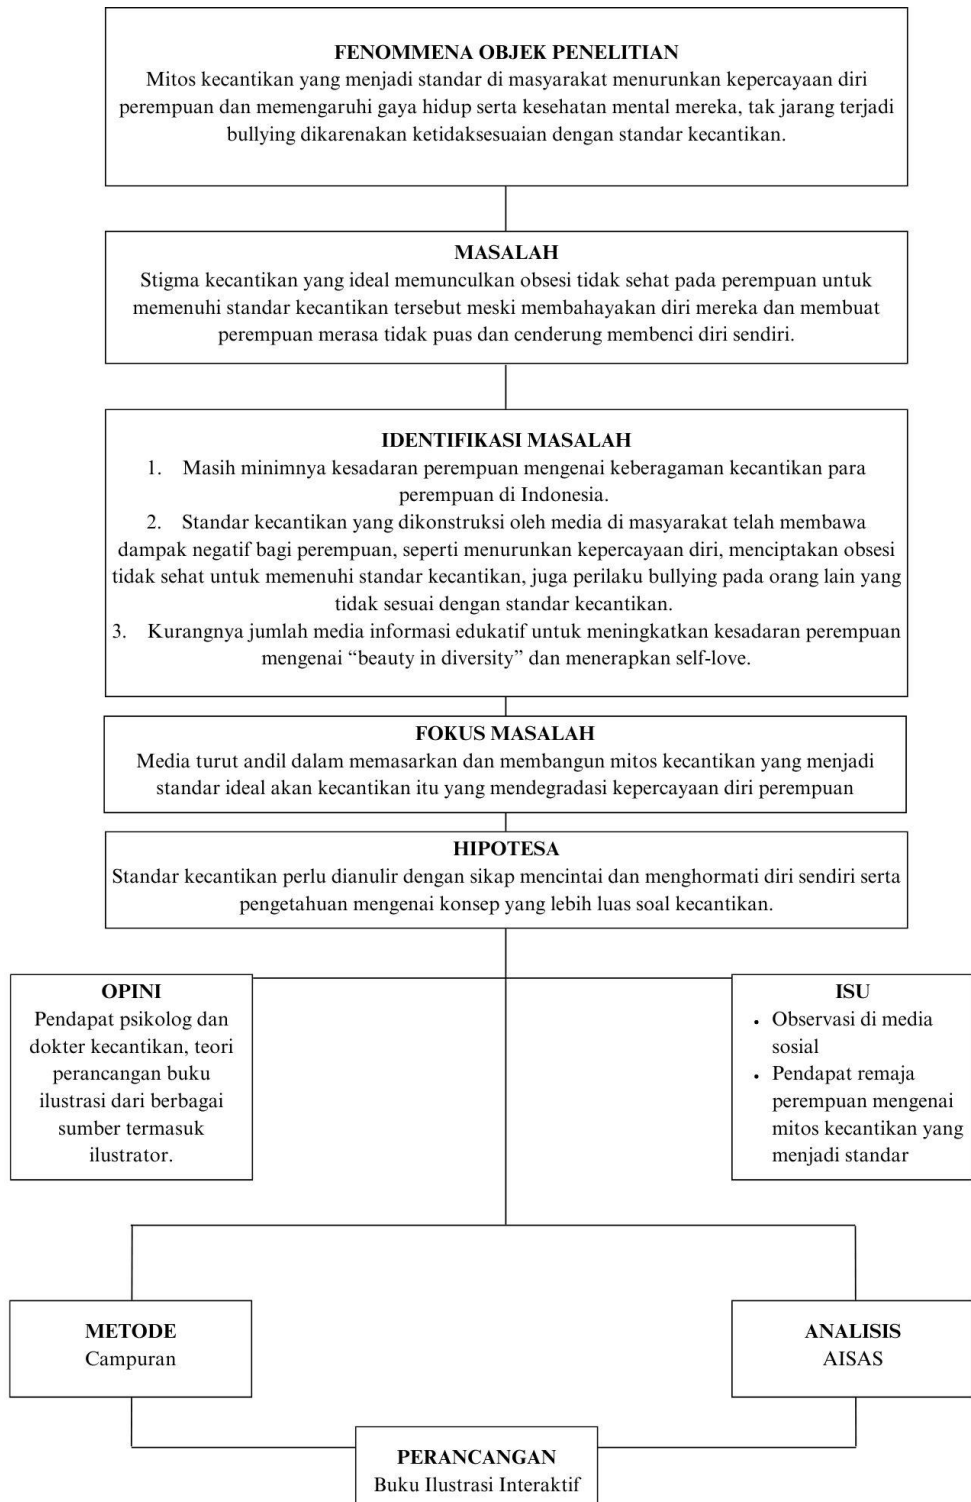 FENOMMENA OBJEK PENELITIAN
Mitos kecantikan yang menjadi standar di masyarakat menurunkan kepercayaan diri
perempuan dan memengaruhi gaya hidup serta kesehatan mental mereka, tak jarang terjadi
bullying dikarenakan ketidaksesuaian dengan standar kecantikan.
MASALAH
Stigma kecantikan yang ideal memunculkan obsesi tidak sehat pada perempuan untuk
memenuhi standar kecantikan tersebut meski membahayakan diri mereka dan membuat
perempuan merasa tidak puas dan cenderung membenci diri sendiri.
IDENTIFIKASI MASALAH
1. Masih minimnya kesadaran perempuan mengenai keberagaman kecantikan para
perempuan di Indonesia.
2. Standar kecantikan yang dikonstruksi oleh media di masyarakat telah membawa
dampak negatif bagi perempuan, seperti menurunkan kepercayaan diri, menciptakan obsesi
tidak sehat untuk memenuhi standar kecantikan, juga perilaku bullying pada orang lain yang
tidak sesuai dengan standar kecantikan.
3. Kurangnya jumlah media informasi edukatif untuk meningkatkan kesadaran perempuan
mengenai “beauty in diversity” dan menerapkan self-love.
FOKUS MASALAH
Media turut andil dalam memasarkan dan membangun mitos kecantikan yang menjadi
standar ideal akan kecantikan itu yang mendegradasi kepercayaan diri perempuan
HIPOTESA
Standar kecantikan perlu dianulir dengan sikap mencintai dan menghormati diri sendiri serta
pengetahuan mengenai konsep yang lebih luas soal kecantikan.
OPINI
Pendapat psikolog dan
dokter kecantikan, teori
perancangan buku
ilustrasi dari berbagai
sumber termasuk
ilustrator.
ISU
• Observasi di media
sosial
• Pendapat remaja
perempuan mengenai
mitos kecantikan yang
menjadi standar
METODE
Campuran
ANALISIS
AISAS
PERANCANGAN
Buku Ilustrasi Interaktif